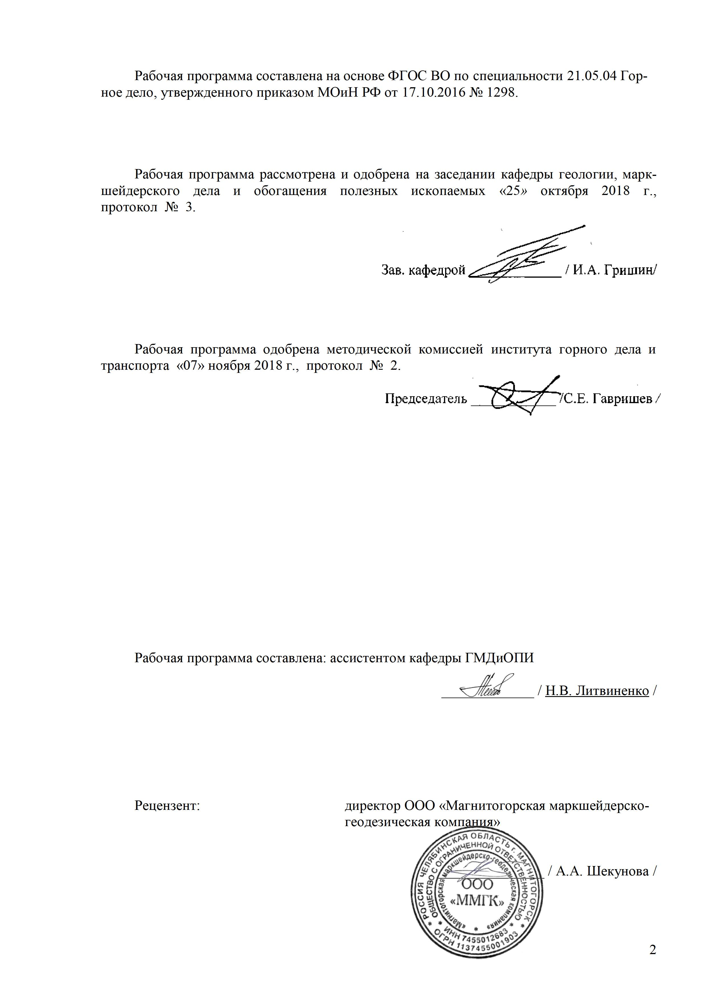 Рабочая программа составлена на основе ФГОС ВО по специальности 21.05.04 Гор-
ное дело, утвержденного приказом МОиН РФ от 17.10.2016 № 1298.
Рабочая программа рассмотрена и одобрена на заседании кафедры геологии, марк-
шейдерского дела и обогащения полезных ископаемых «25» октября 2018 г.,
протокол № 3.
Зав. кафедрой / И.А. Гришин/
Рабочая программа одобрена методической комиссией института горного дела и
транспорта «07» ноября 2018 г., протокол № 2.
Председатель /С.Е. Гавришев /
Рабочая программа составлена: ассистентом кафедры ГМДиОПИ
/ Н.В. Литвиненко /
Рецензент: директор ООО «Магнитогорская маркшейдерско-
геодезическая компания»
/ А.А. Шекунова /
* РОССИЯ ЧЕЛЯБИНСКАЯ ОБЛАСТЬ г. МАГНИТОГОРСК *
ОГРН 1137455001903
* ОБЩЕСТВО С ОГРАНИЧЕННОЙ ОТВЕТСТВЕННОСТЬЮ *
ИНН 7455012683
«Магнитогорская маркшейдерско-геодезическая компания» *
ООО
«ММГК»
2